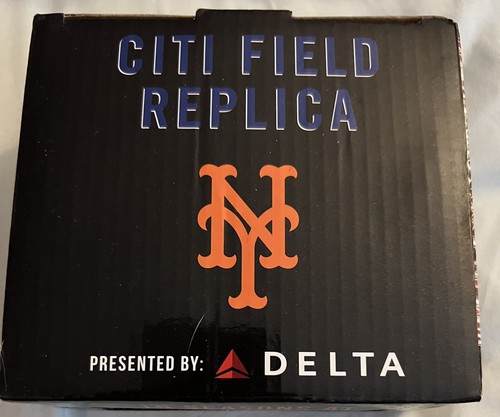 CITI FIELD
REPLICA
NY
PRESENTED BY: DELTA